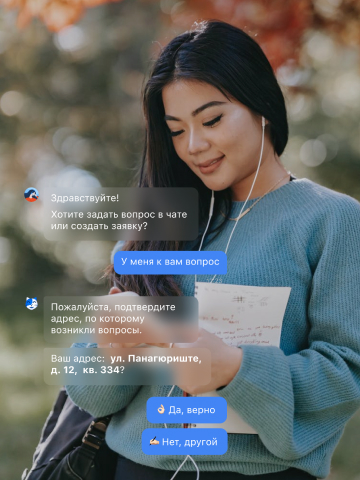 Здравствуйте!
Хотите задать вопрос в чате
или создать заявку?
У меня к вам вопрос
Пожалуйста, подтвердите
адрес, по которому
возникли вопросы.
Ваш адрес: ул. Панагюриште,
д. 12, кв. 334?
👌🏻 Да, верно
✍🏻 Нет, другой